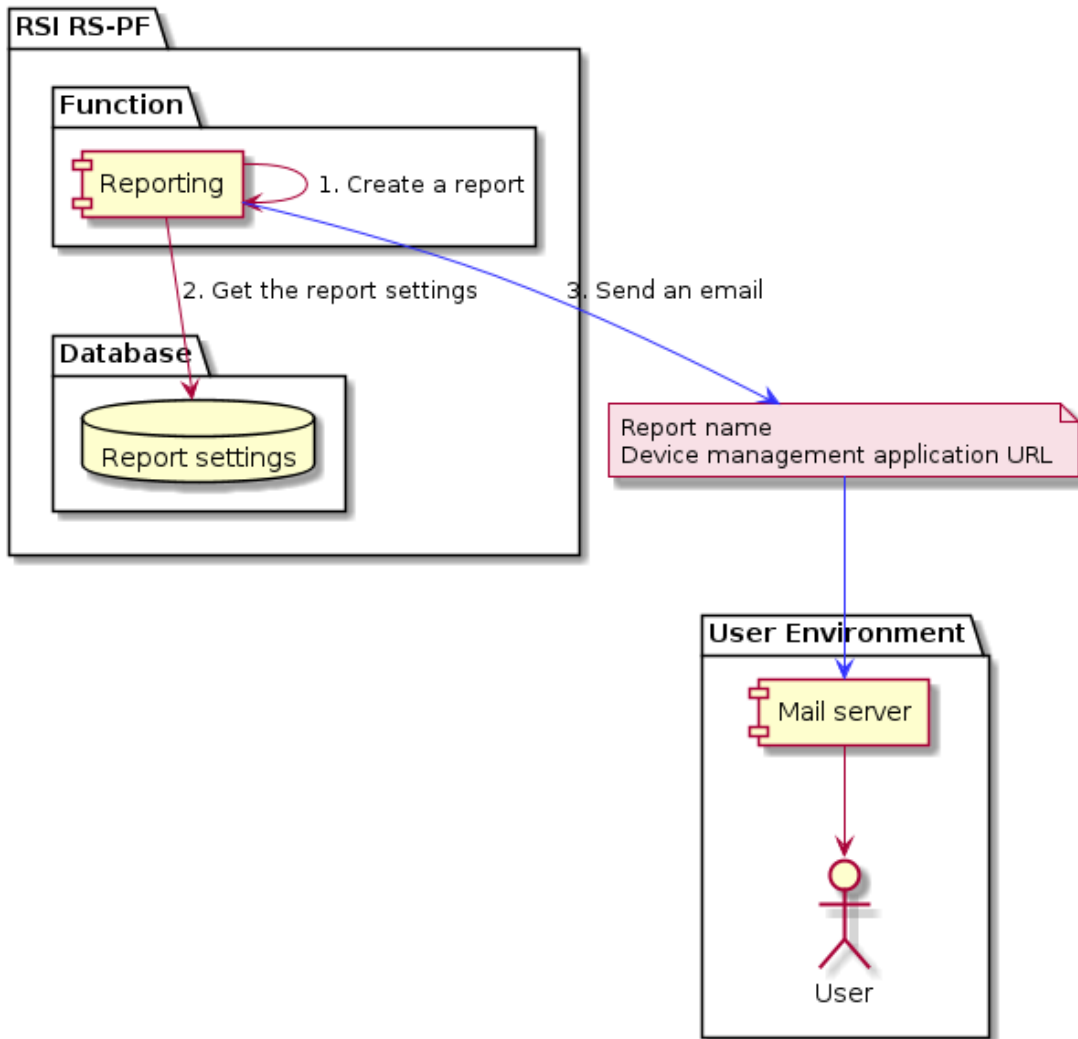 RSI RS-PF
Function
Reporting
1. Create a report
2. Get the report settings
3. Send an email
Database
Report settings
Report name
Device management application URL
User Environment
Mail server
User